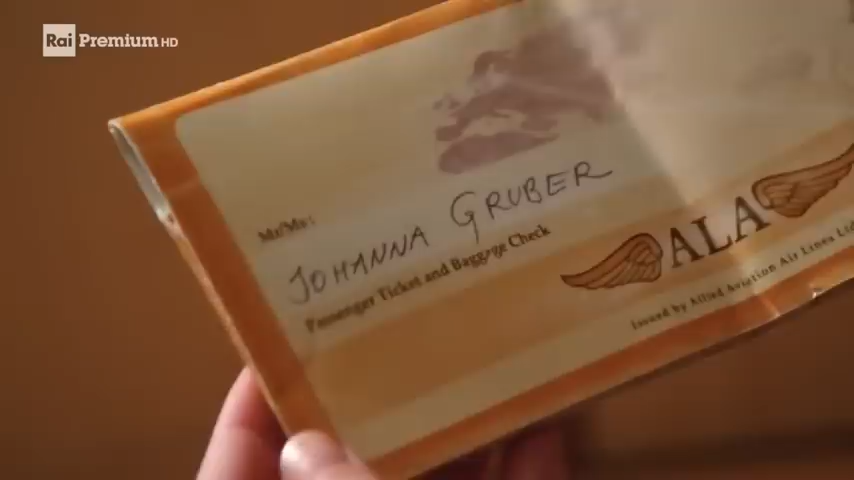 Rai Premium HD
Mr/Mrs:
JOHANNA GRUBER
Passenger Ticket and Baggage Check
ALA
Issued by Allied Aviation Air Lines Ltd